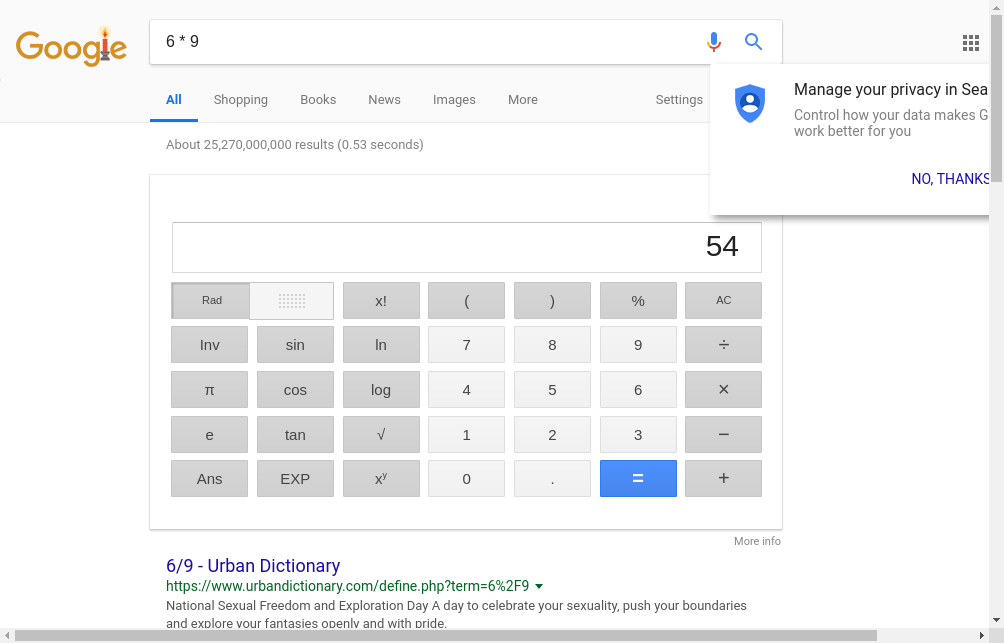 Google
6 * 9
All Shopping Books News Images More Settings
Manage your privacy in Sea
Control how your data makes G
work better for you
NO, THANKS
About 25,270,000,000 results (0.53 seconds)
54
Rad x! ( ) % AC
Inv sin ln 7 8 9 ÷
π cos log 4 5 6 ×
e tan √ 1 2 3 −
Ans EXP xʸ 0 . = +
More info
6/9 - Urban Dictionary
https://www.urbandictionary.com/define.php?term=6%2F9
National Sexual Freedom and Exploration Day A day to celebrate your sexuality, push your boundaries
and explore your fantasies openly and with pride.